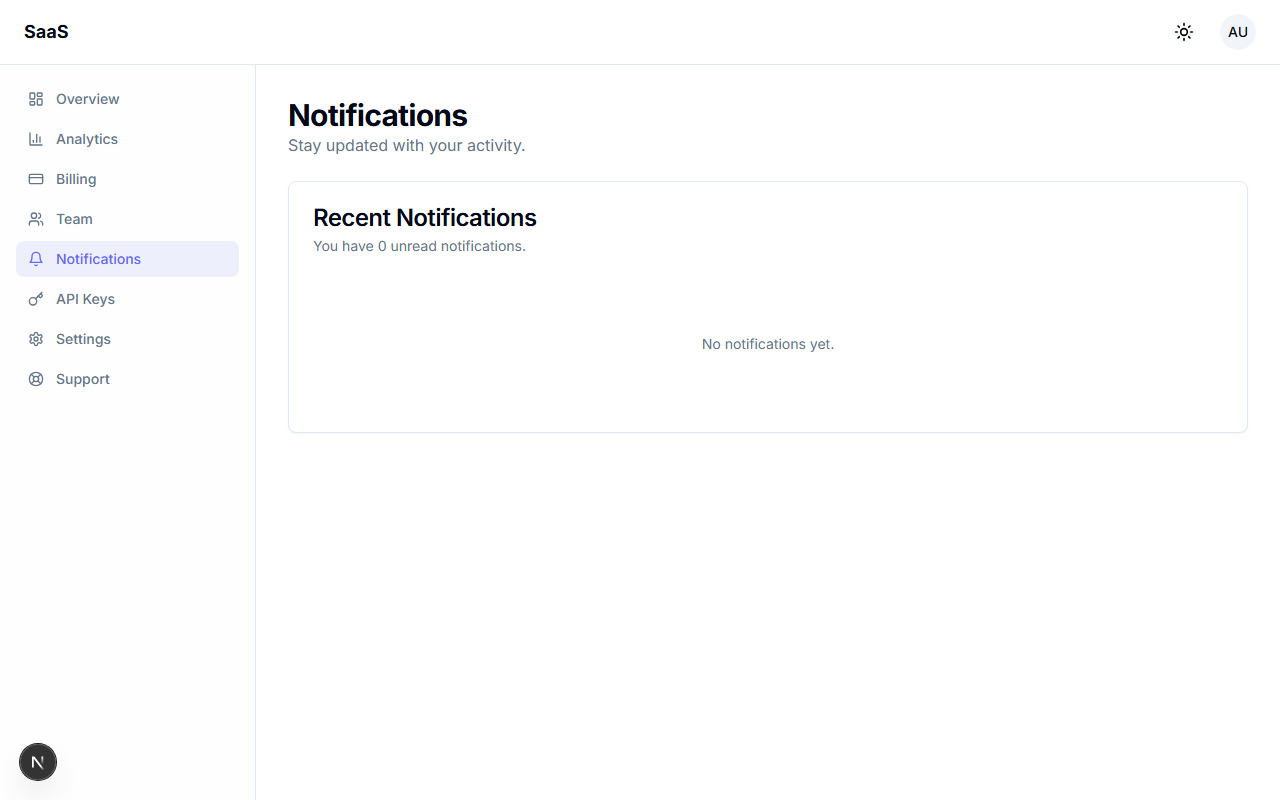 SaaS
AU
Overview
Analytics
Billing
Team
Notifications
API Keys
Settings
Support
Notifications
Stay updated with your activity.
Recent Notifications
You have 0 unread notifications.
No notifications yet.
N